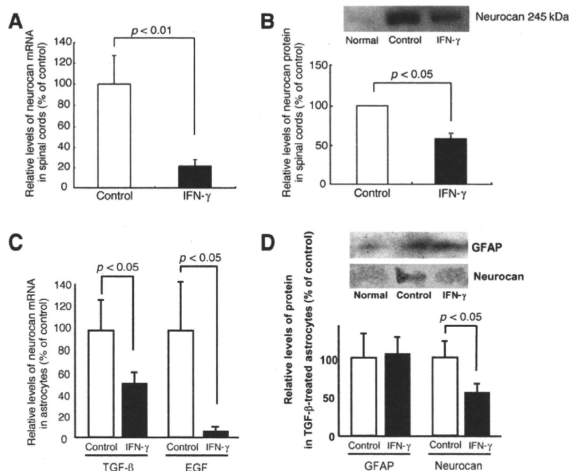 A
p < 0.01
Relative levels of neurocan mRNA
in spinal cords (% of control)
140
120
100
80
60
40
20
0
Control IFN-γ
B
Neurocan 245 kDa
Normal Control IFN-γ
p < 0.05
Relative levels of neurocan protein
in spinal cords (% of control)
150
100
50
0
Control IFN-γ
C
p < 0.05
p < 0.05
Relative levels of neurocan mRNA
in astrocytes (% of control)
140
120
100
80
60
40
20
0
Control IFN-γ Control IFN-γ
TGF-β EGF
D
GFAP
Neurocan
Normal Control IFN-γ
p < 0.05
Relative levels of protein
in TGF-β-treated astrocytes (% of control)
100
50
0
Control IFN-γ Control IFN-γ
GFAP Neurocan